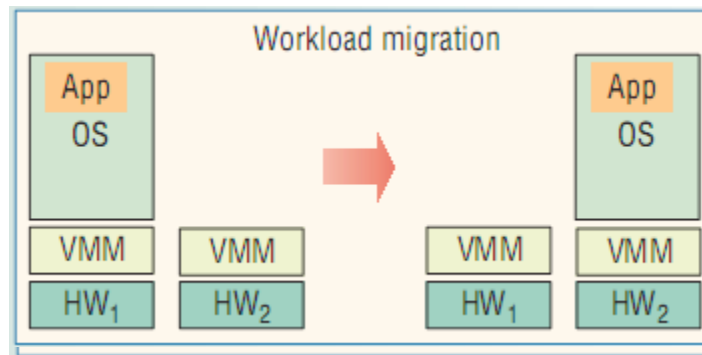 Workload migration
App App
OS OS
VMM VMM VMM VMM
HW₁ HW₂ HW₁ HW₂